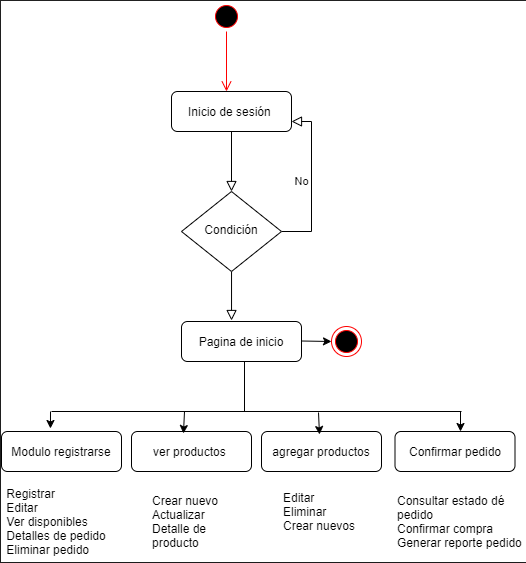 Inicio de sesión
No
Condición
Pagina de inicio
Modulo registrarse
ver productos
agregar productos
Confirmar pedido
Registrar
Editar
Ver disponibles
Detalles de pedido
Eliminar pedido
Crear nuevo
Actualizar
Detalle de
producto
Editar
Eliminar
Crear nuevos
Consultar estado dé
pedido
Confirmar compra
Generar reporte pedido